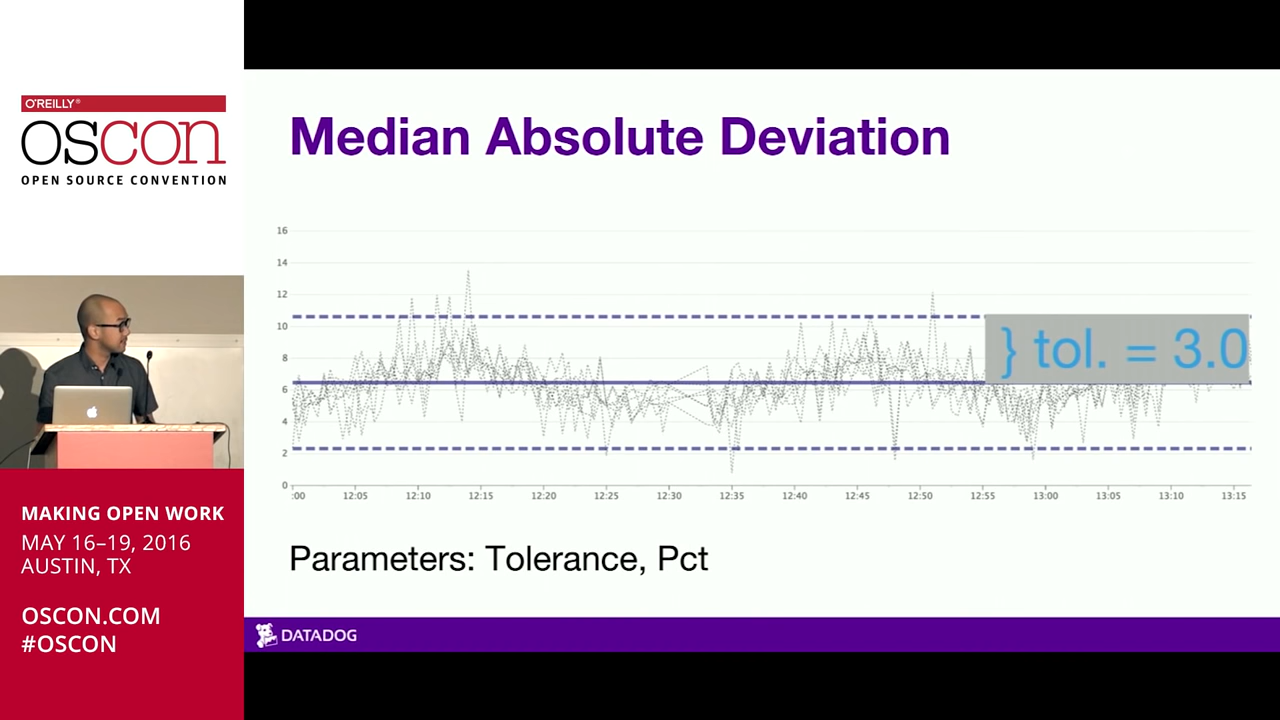 O'REILLY®
OSCON
OPEN SOURCE CONVENTION
MAKING OPEN WORK
MAY 16–19, 2016
AUSTIN, TX
OSCON.COM
#OSCON
Median Absolute Deviation
16
14
12
10
8
6
4
2
0
:00 12:05 12:10 12:15 12:20 12:25 12:30 12:35 12:40 12:45 12:50 12:55 13:00 13:05 13:10 13:15
} tol. = 3.0
Parameters: Tolerance, Pct
DATADOG